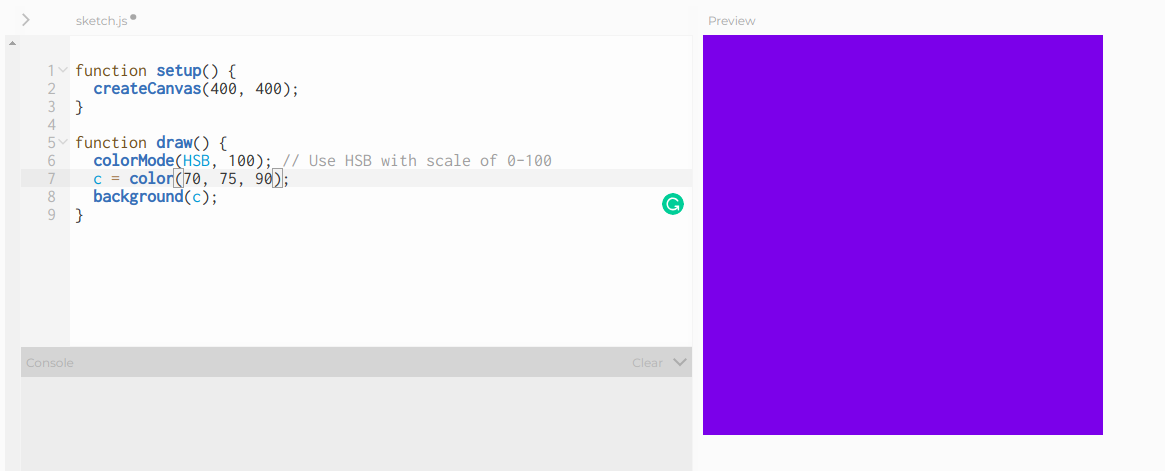 sketch.js
Preview
1 function setup() {
2 createCanvas(400, 400);
3 }
4
5 function draw() {
6 colorMode(HSB, 100); // Use HSB with scale of 0-100
7 c = color(70, 75, 90);
8 background(c);
9 }
Console
Clear